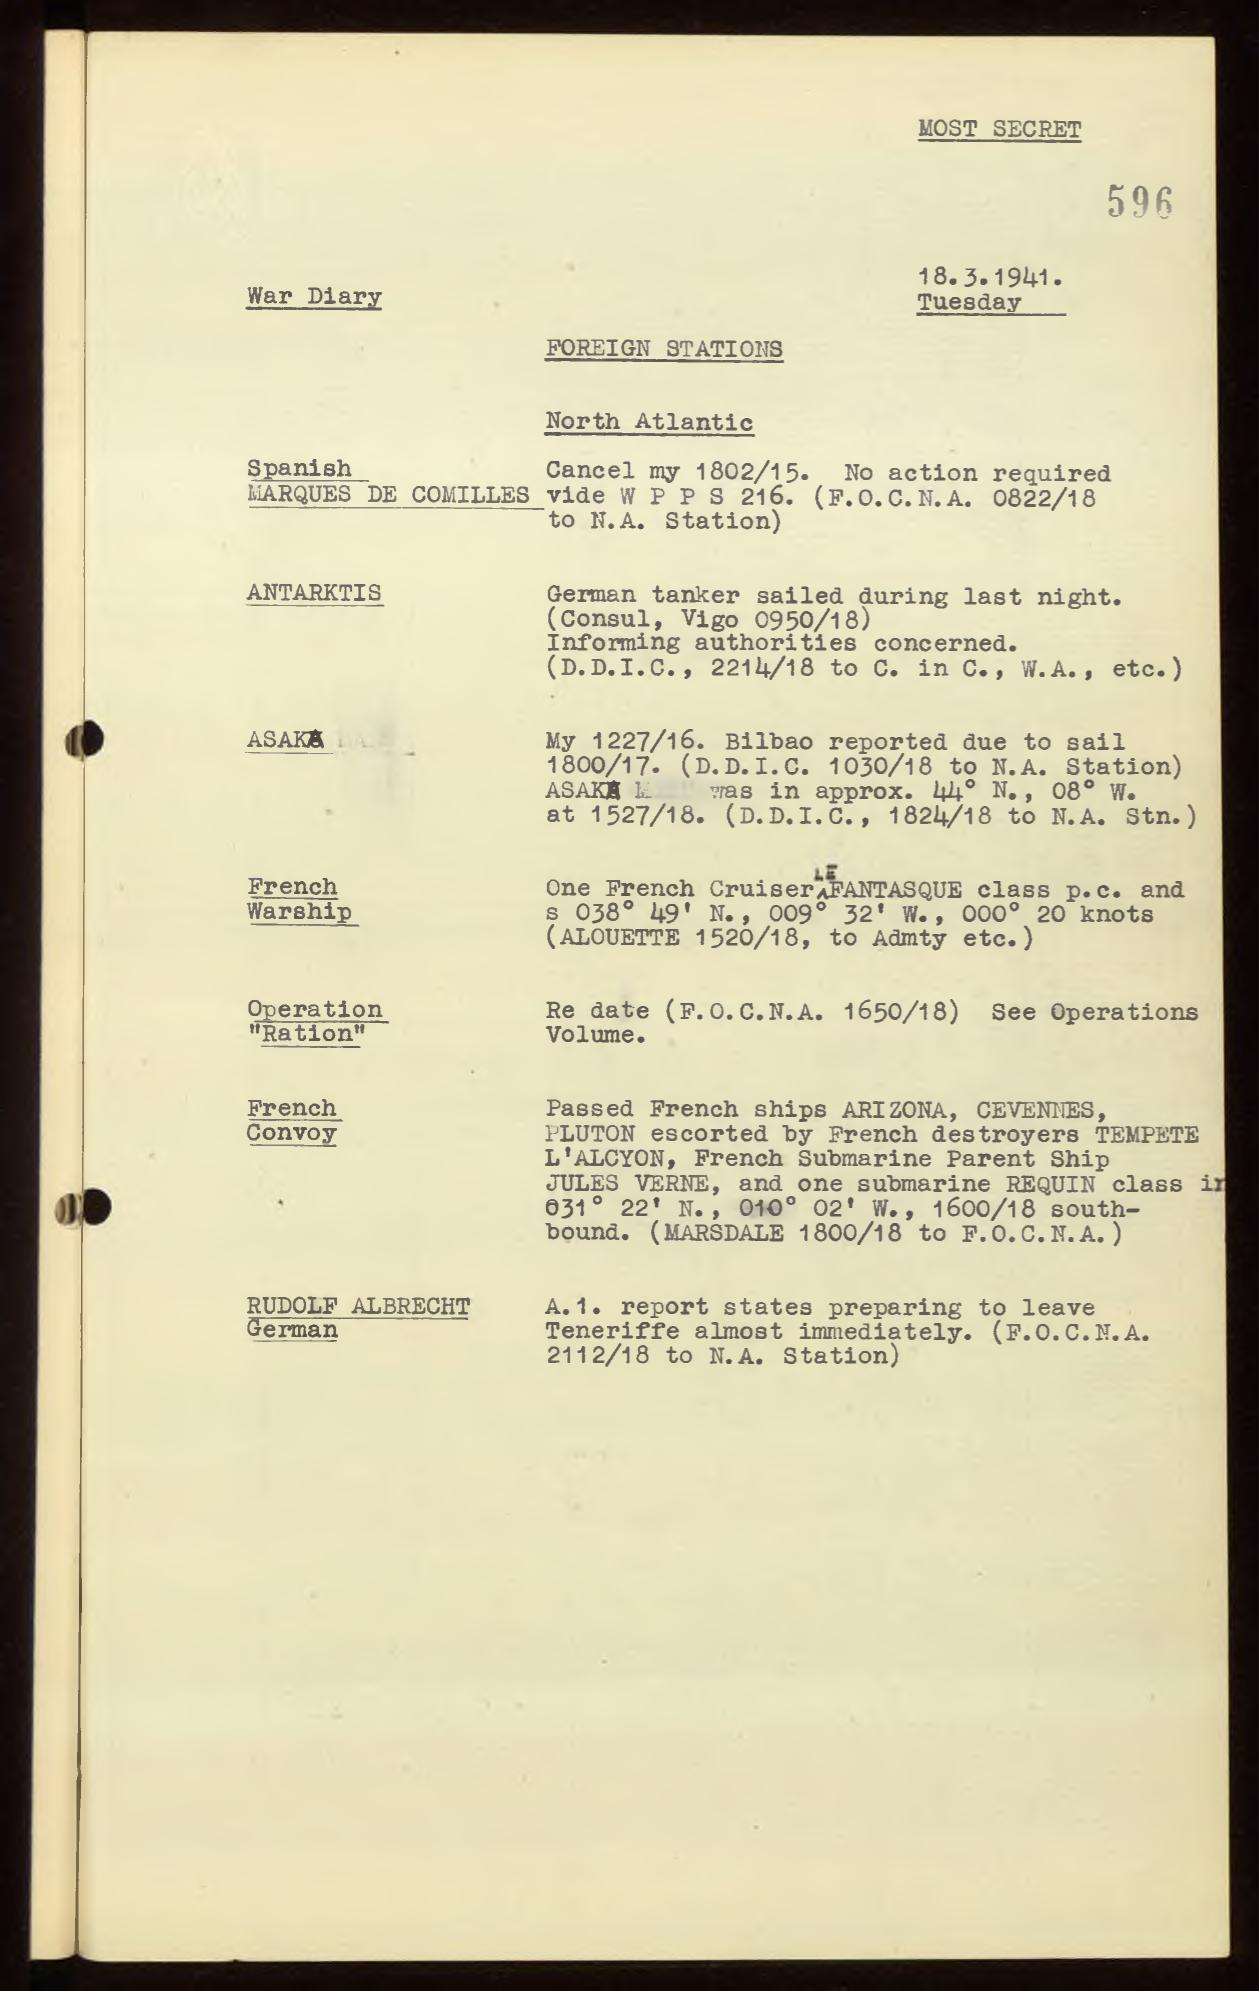 MOST SECRET
596
18.3.1941.
War Diary
Tuesday
FOREIGN STATIONS
North Atlantic
Spanish
MARQUES DE COMILLES
Cancel my 1802/15. No action required
vide W P P S 216. (F.O.C.N.A. 0822/18
to N.A. Station)
ANTARKTIS
German tanker sailed during last night.
(Consul, Vigo 0950/18)
Informing authorities concerned.
(D.D.I.C., 2214/18 to C. in C., W.A., etc.)
ASAKA
My 1227/16. Bilbao reported due to sail
1800/17. (D.D.I.C. 1030/18 to N.A. Station)
ASAKA was in approx. 44° N., 08° W.
at 1527/18. (D.D.I.C., 1824/18 to N.A. Stn.)
French
Warship
One French Cruiser LE FANTASQUE class p.c. and
s 038° 49' N., 009° 32' W., 000° 20 knots
(ALOUETTE 1520/18, to Admty etc.)
Operation
"Ration"
Re date (F.O.C.N.A. 1650/18) See Operations
Volume.
French
Convoy
Passed French ships ARIZONA, CEVENNES,
PLUTON escorted by French destroyers TEMPETE
L'ALCYON, French Submarine Parent Ship
JULES VERNE, and one submarine REQUIN class in
031° 22' N., 010° 02' W., 1600/18 south-
bound. (MARSDALE 1800/18 to F.O.C.N.A.)
RUDOLF ALBRECHT
German
A.1. report states preparing to leave
Teneriffe almost immediately. (F.O.C.N.A.
2112/18 to N.A. Station)